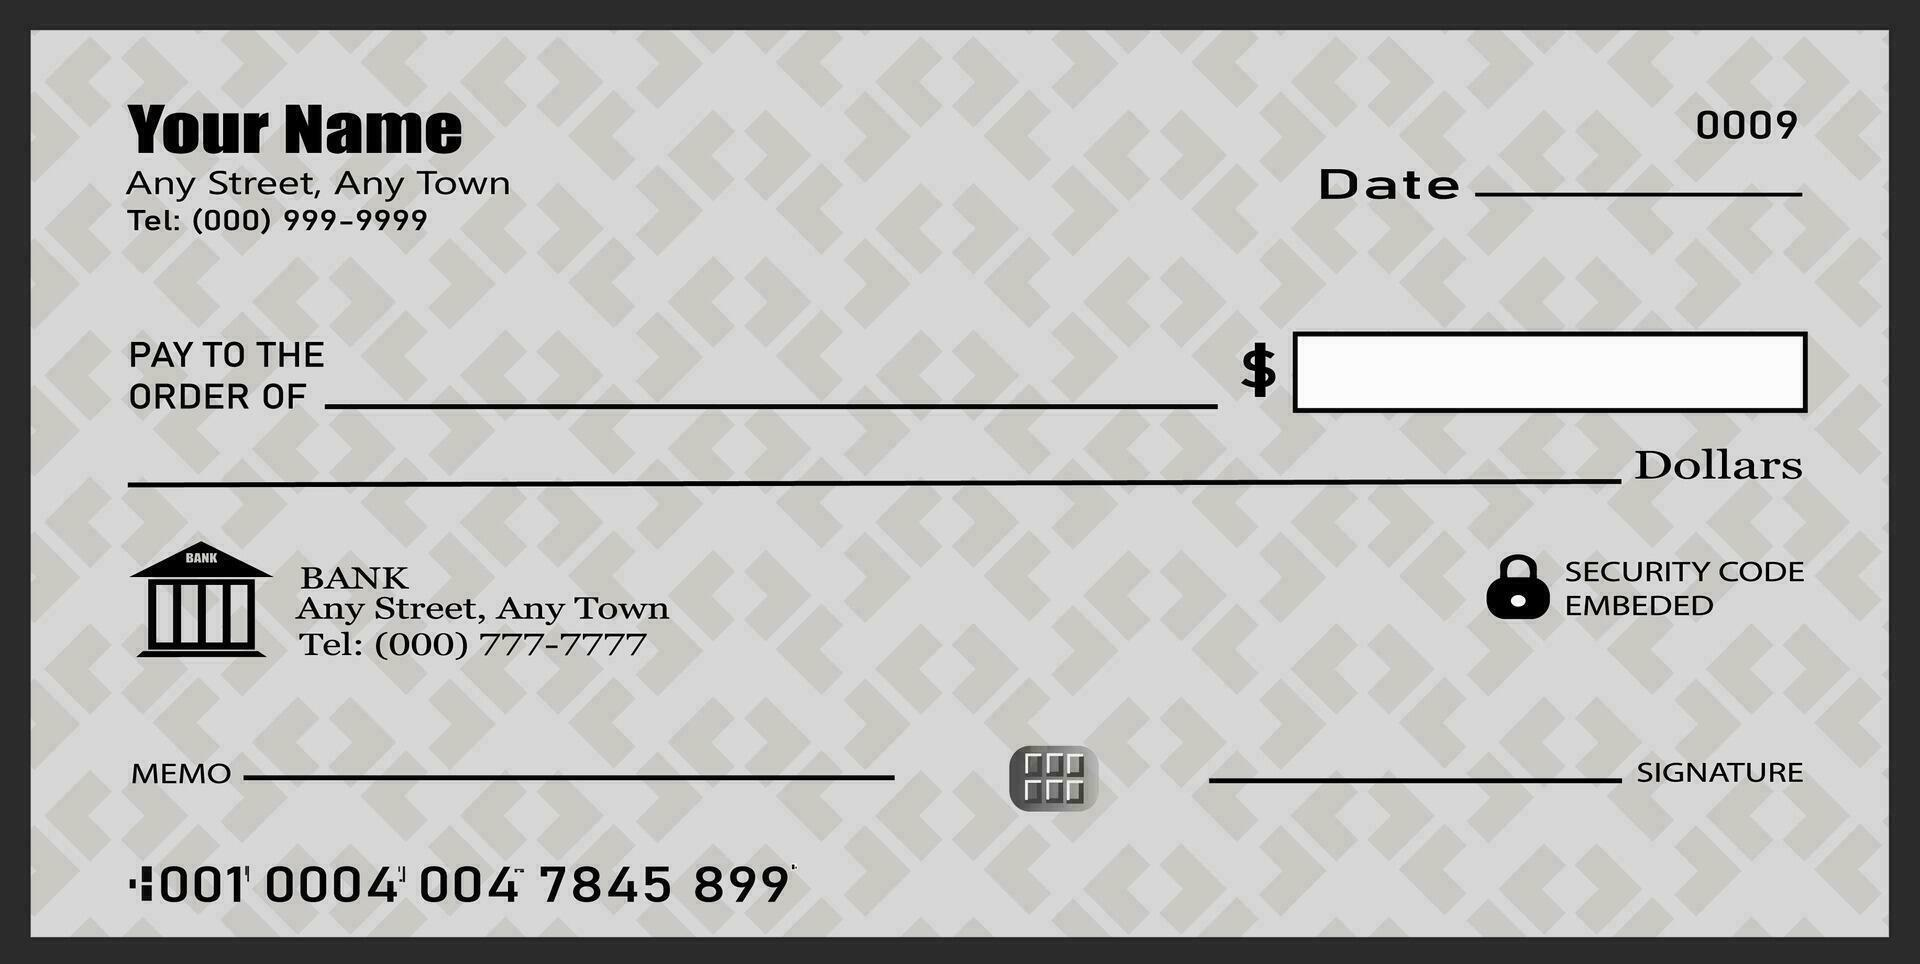 Your Name
0009
Any Street, Any Town
Date
Tel: (000) 999-9999
PAY TO THE
ORDER OF
$
Dollars
BANK
BANK
Any Street, Any Town
Tel: (000) 777-7777
SECURITY CODE
EMBEDED
MEMO
SIGNATURE
001 0004 004 7845 899